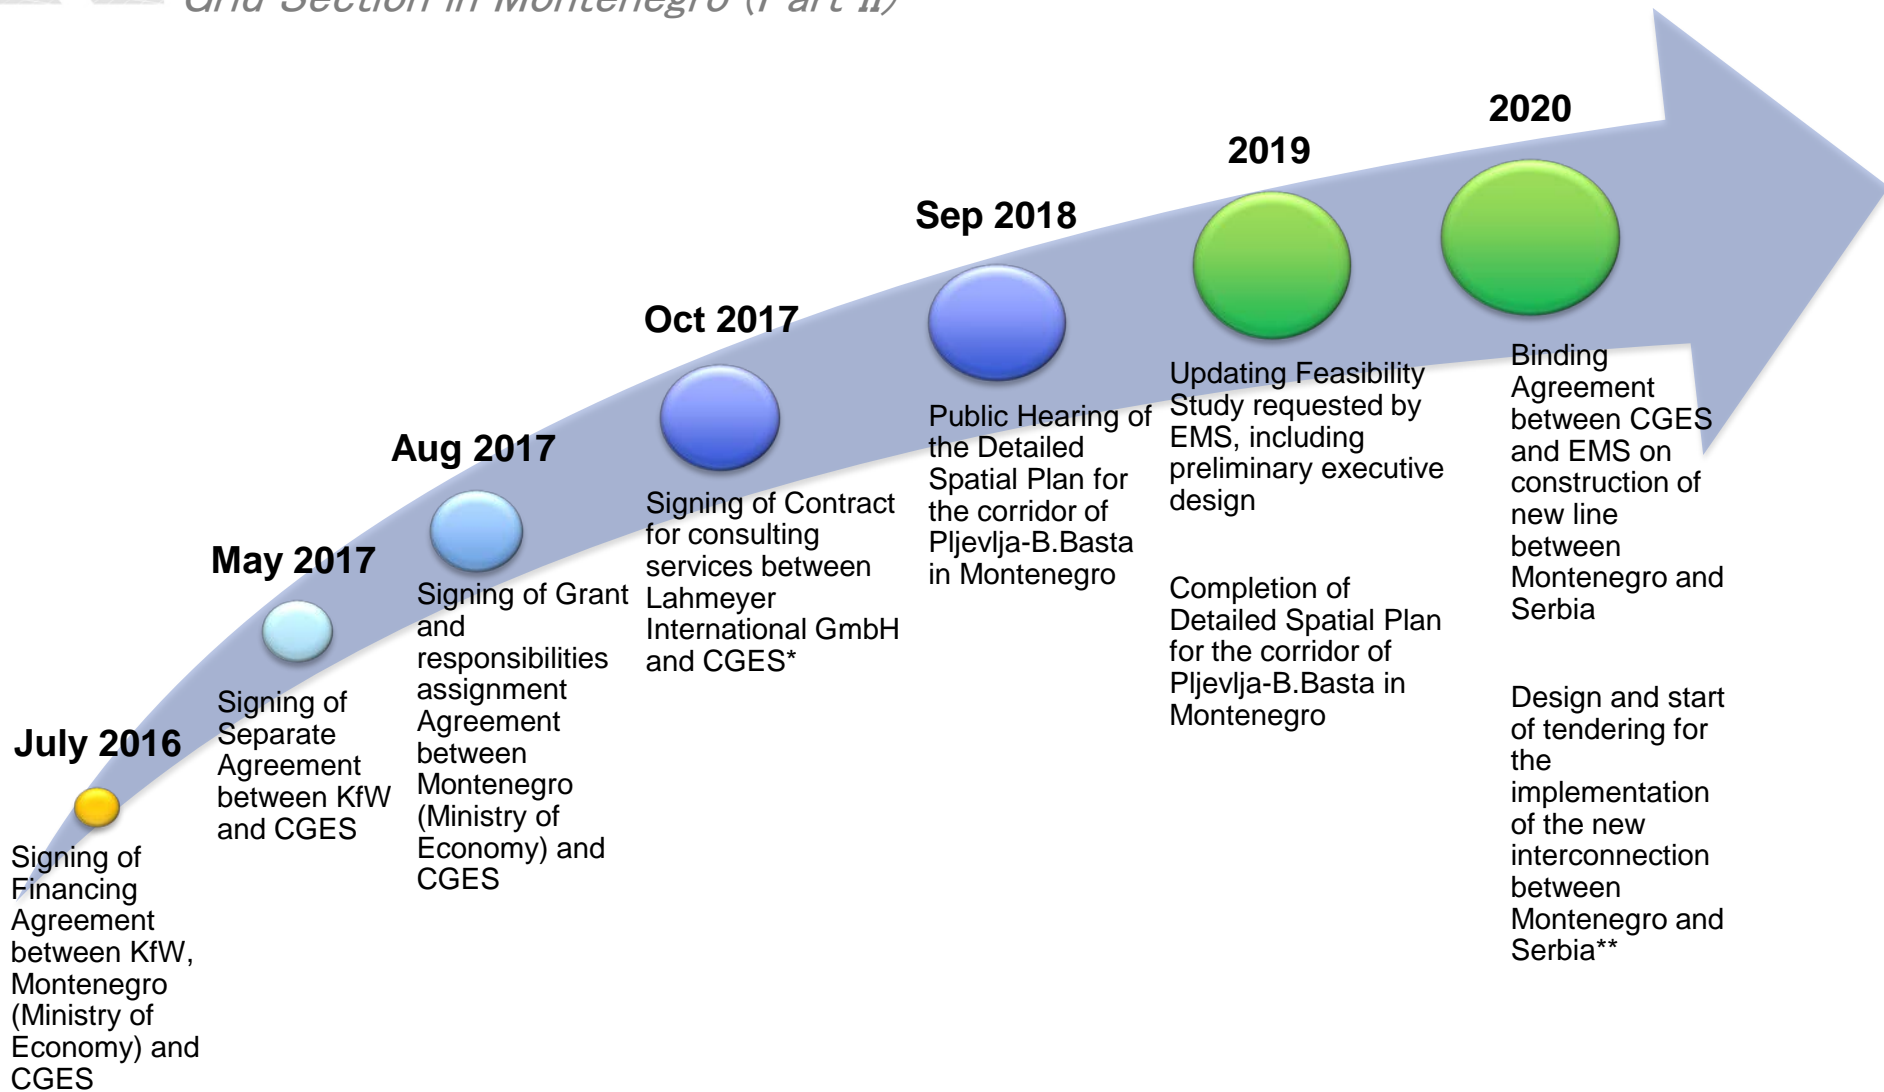 Grid Section in Montenegro (Part II)
July 2016
Signing of
Financing
Agreement
between KfW,
Montenegro
(Ministry of
Economy) and
CGES
May 2017
Signing of
Separate
Agreement
between KfW
and CGES
Aug 2017
Signing of Grant
and
responsibilities
assignment
Agreement
between
Montenegro
(Ministry of
Economy) and
CGES
Oct 2017
Signing of Contract
for consulting
services between
Lahmeyer
International GmbH
and CGES*
Sep 2018
Public Hearing of
the Detailed
Spatial Plan for
the corridor of
Pljevlja-B.Basta
in Montenegro
2019
Updating Feasibility
Study requested by
EMS, including
preliminary executive
design
Completion of
Detailed Spatial Plan
for the corridor of
Pljevlja-B.Basta in
Montenegro
2020
Binding
Agreement
between CGES
and EMS on
construction of
new line
between
Montenegro and
Serbia
Design and start
of tendering for
the
implementation
of the new
interconnection
between
Montenegro and
Serbia**